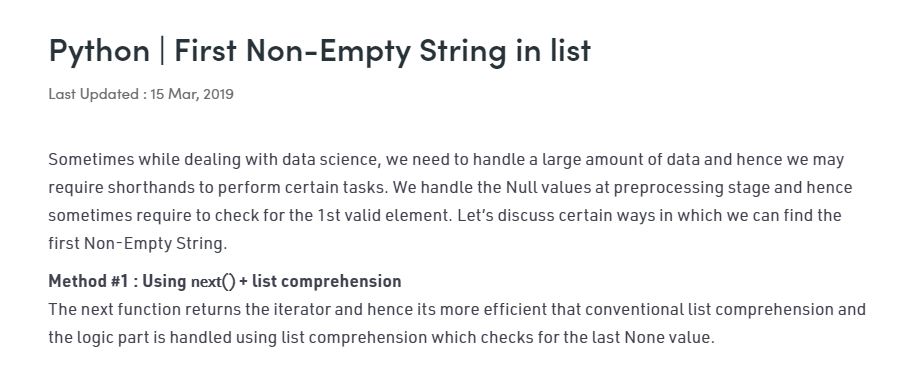 Python | First Non-Empty String in list
Last Updated : 15 Mar, 2019
Sometimes while dealing with data science, we need to handle a large amount of data and hence we may
require shorthands to perform certain tasks. We handle the Null values at preprocessing stage and hence
sometimes require to check for the 1st valid element. Let's discuss certain ways in which we can find the
first Non-Empty String.
Method #1 : Using next() + list comprehension
The next function returns the iterator and hence its more efficient that conventional list comprehension and
the logic part is handled using list comprehension which checks for the last None value.